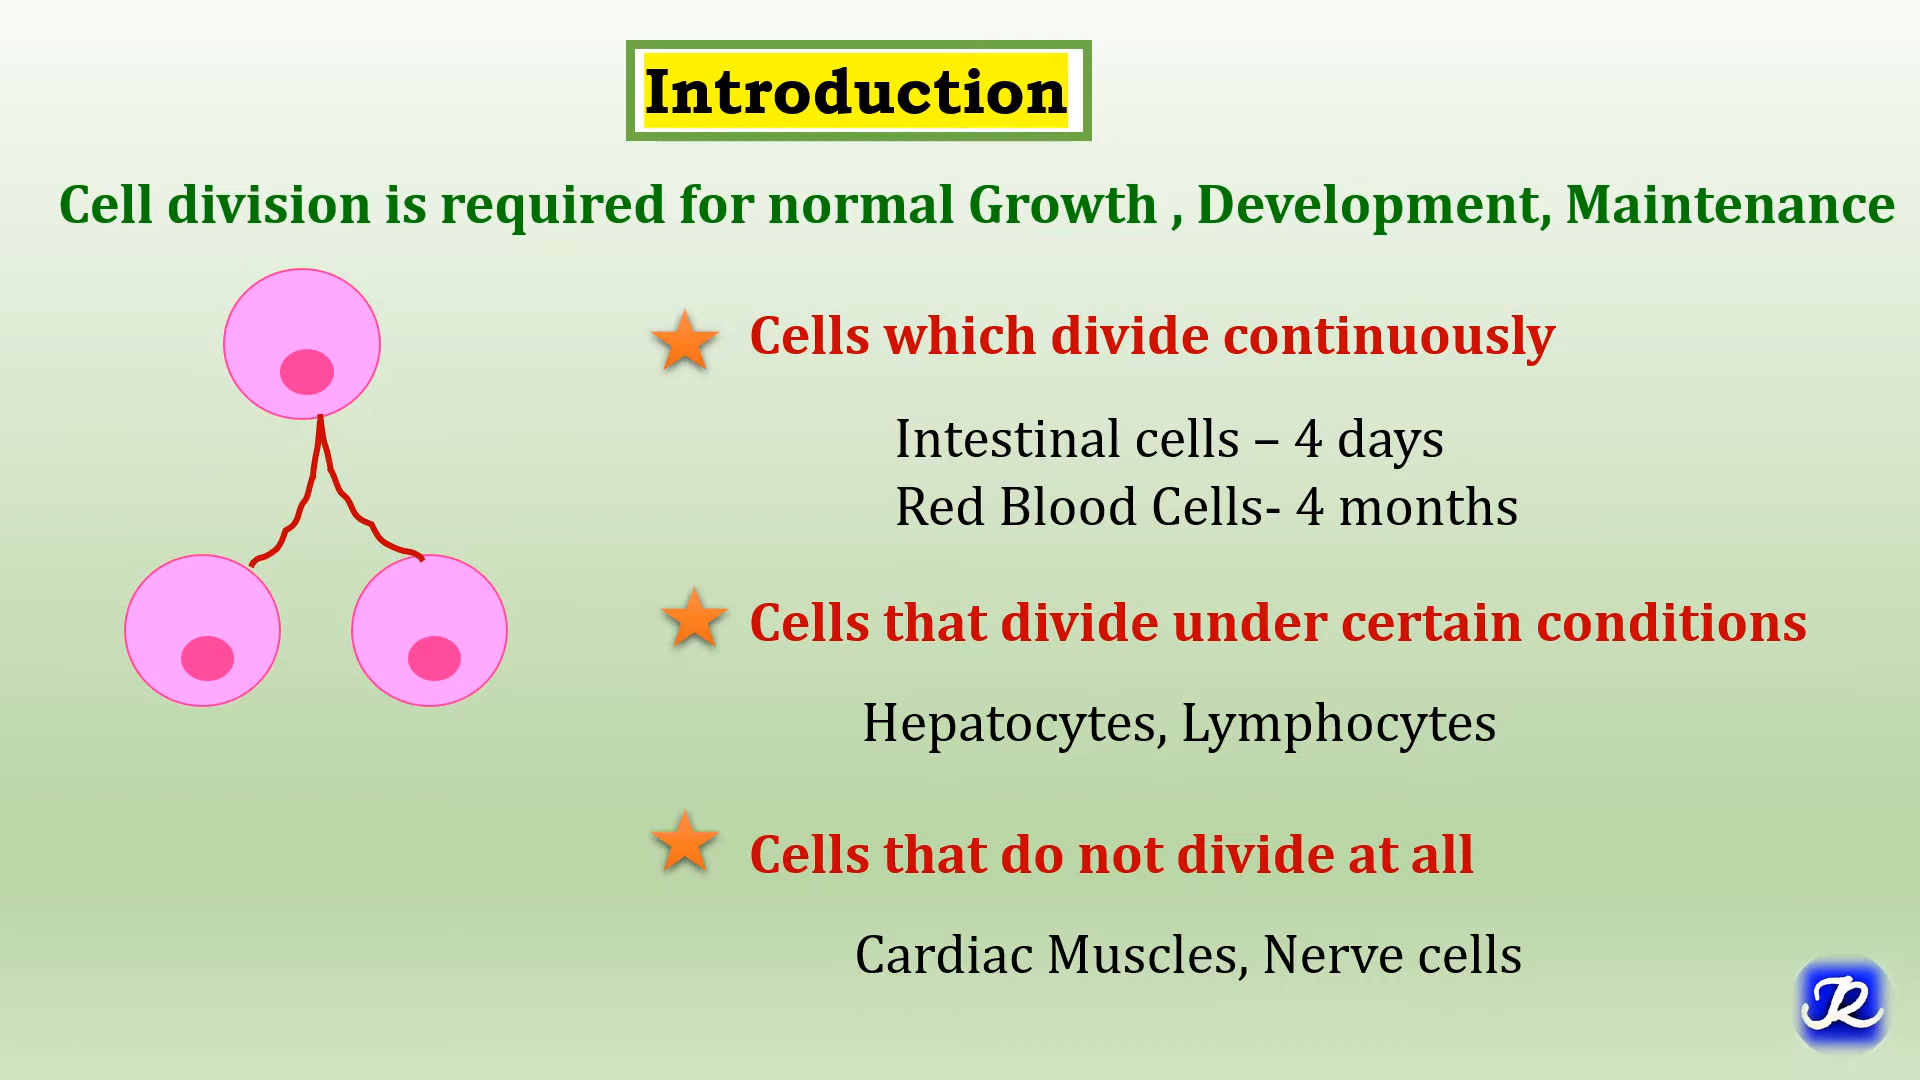 Introduction
Cell division is required for normal Growth , Development, Maintenance
Cells which divide continuously
Intestinal cells – 4 days
Red Blood Cells- 4 months
Cells that divide under certain conditions
Hepatocytes, Lymphocytes
Cells that do not divide at all
Cardiac Muscles, Nerve cells
JR